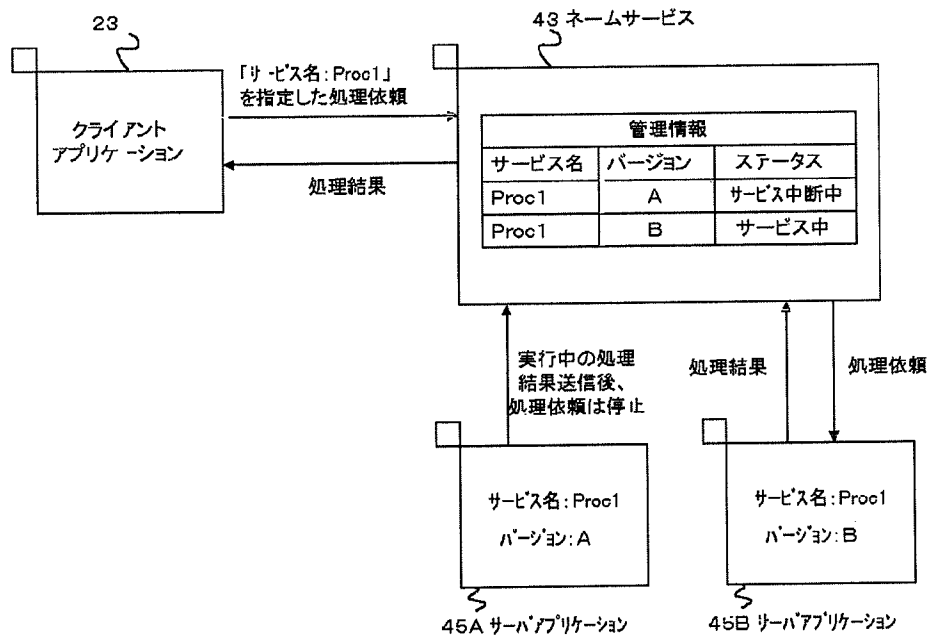 23
43 ネームサービス
「サービス名:Proc1」
を指定した処理依頼
クライアント
アプリケーション
処理結果
管理情報
サービス名 バージョン ステータス
Proc1 A サービス中断中
Proc1 B サービス中
実行中の処理
結果送信後、
処理依頼は停止
処理結果
処理依頼
サービス名:Proc1
バージョン:A
サービス名:Proc1
バージョン:B
45A サーバアプリケーション
45B サーバアプリケーション